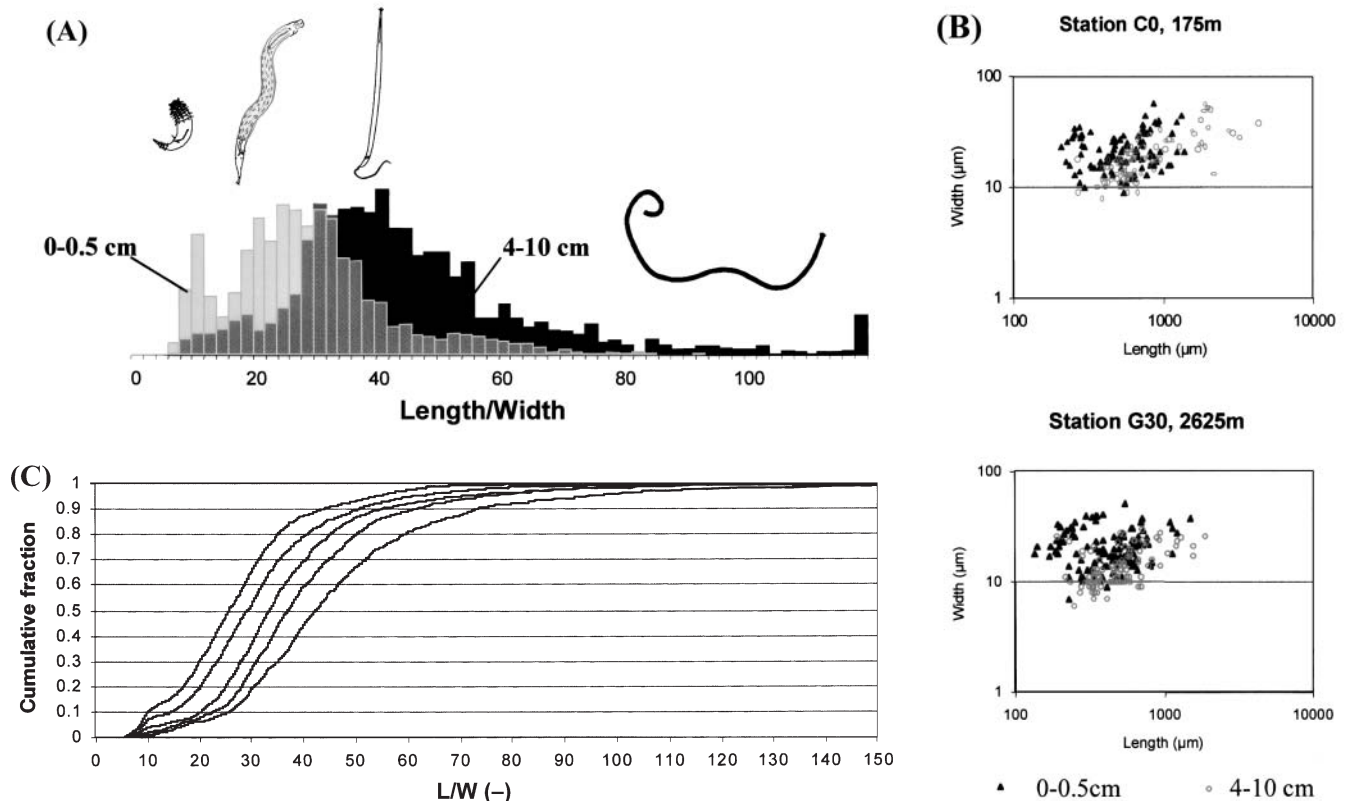 (A)
0-0.5 cm
4-10 cm
0 20 40 60 80 100
Length/Width
(B)
Station C0, 175m
100
10
1
Width (µm)
100 1000 10000
Length (µm)
Station G30, 2625m
100
10
1
Width (µm)
100 1000 10000
Length (µm)
▲ 0-0.5cm ○ 4-10 cm
(C)
1
0.9
0.8
0.7
0.6
0.5
0.4
0.3
0.2
0.1
0
Cumulative fraction
0 10 20 30 40 50 60 70 80 90 100 110 120 130 140 150
L/W (–)